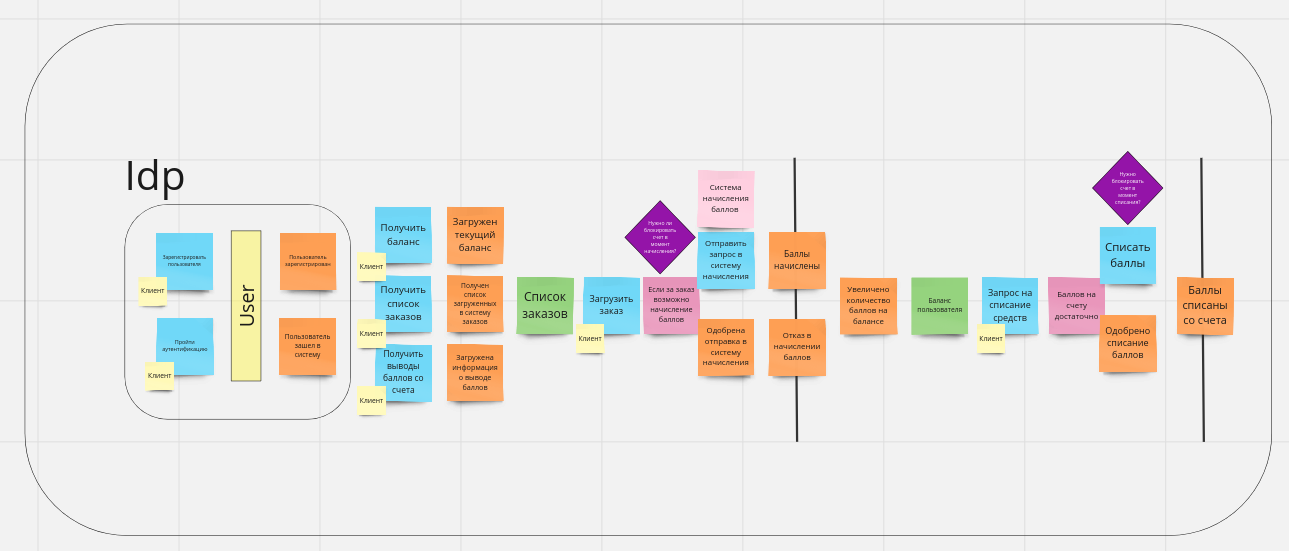 Idp
Зарегистрировать
пользователя
Клиент
Пройти
аутентификацию
Клиент
User
Пользователь
зарегистрирован
Пользователь
зашел в
систему
Получить
баланс
Клиент
Загружен
текущий
баланс
Получить
список
заказов
Клиент
Получен
список
загруженных
в систему
заказов
Получить
выводы
баллов со
счета
Клиент
Загружена
информация
о выводе
баллов
Список
заказов
Загрузить
заказ
Клиент
Нужно ли
блокировать
счет в
момент
начисления?
Если за заказ
возможно
начисление
баллов
Система
начисления
баллов
Отправить
запрос в
систему
начисления
Одобрена
отправка в
систему
начисления
Баллы
начислены
Отказ в
начислении
баллов
Увеличено
количество
баллов на
балансе
Баланс
пользователя
Запрос на
списание
средств
Клиент
Баллов на
счету
достаточно
Нужно
блокировать
счет в
момент
списания?
Списать
баллы
Одобрено
списание
баллов
Баллы
списаны
со счета